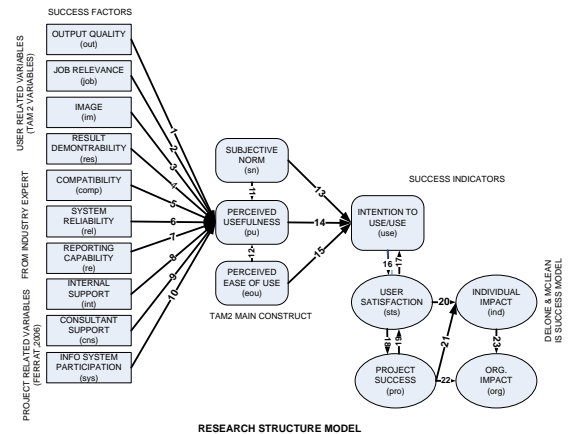 SUCCESS FACTORS
USER RELATED VARIABLES
(TAM 2 VARIABLES)
FROM INDUSTRY EXPERT
PROJECT RELATED VARIABLES
(FERRAT,2006)
OUTPUT QUALITY
(out)
JOB RELEVANCE
(job)
IMAGE
(im)
RESULT
DEMONTRABILITY
(res)
COMPATIBILITY
(comp)
SYSTEM
RELIABILITY
(rel)
REPORTING
CAPABILITY
(re)
INTERNAL
SUPPORT
(int)
CONSULTANT
SUPPORT
(cns)
INFO SYSTEM
PARTICIPATION
(sys)
1
2
3
4
5
6
7
8
9
10
SUBJECTIVE
NORM
(sn)
11
PERCEIVED
USEFULNESS
(pu)
12
PERCEIVED
EASE OF USE
(eou)
TAM2 MAIN CONSTRUCT
13
14
15
SUCCESS INDICATORS
INTENTION TO
USE/USE
(use)
16
17
USER
SATISFACTION
(sts)
18
19
PROJECT
SUCCESS
(pro)
20
21
22
INDIVIDUAL
IMPACT
(ind)
23
ORG.
IMPACT
(org)
DELONE & MCLEAN
IS SUCCESS MODEL
RESEARCH STRUCTURE MODEL